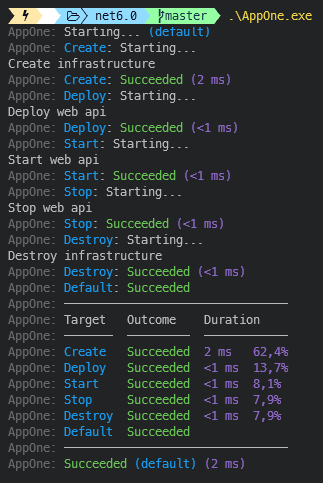 net6.0 master .\AppOne.exe
AppOne: Starting... (default)
AppOne: Create: Starting...
Create infrastructure
AppOne: Create: Succeeded (2 ms)
AppOne: Deploy: Starting...
Deploy web api
AppOne: Deploy: Succeeded (<1 ms)
AppOne: Start: Starting...
Start web api
AppOne: Start: Succeeded (<1 ms)
AppOne: Stop: Starting...
Stop web api
AppOne: Stop: Succeeded (<1 ms)
AppOne: Destroy: Starting...
Destroy infrastructure
AppOne: Destroy: Succeeded (<1 ms)
AppOne: Default: Succeeded
AppOne:
AppOne: Target Outcome Duration
AppOne:
AppOne: Create Succeeded 2 ms 62,4%
AppOne: Deploy Succeeded <1 ms 13,7%
AppOne: Start Succeeded <1 ms 8,1%
AppOne: Stop Succeeded <1 ms 7,9%
AppOne: Destroy Succeeded <1 ms 7,9%
AppOne: Default Succeeded
AppOne:
AppOne: Succeeded (default) (2 ms)